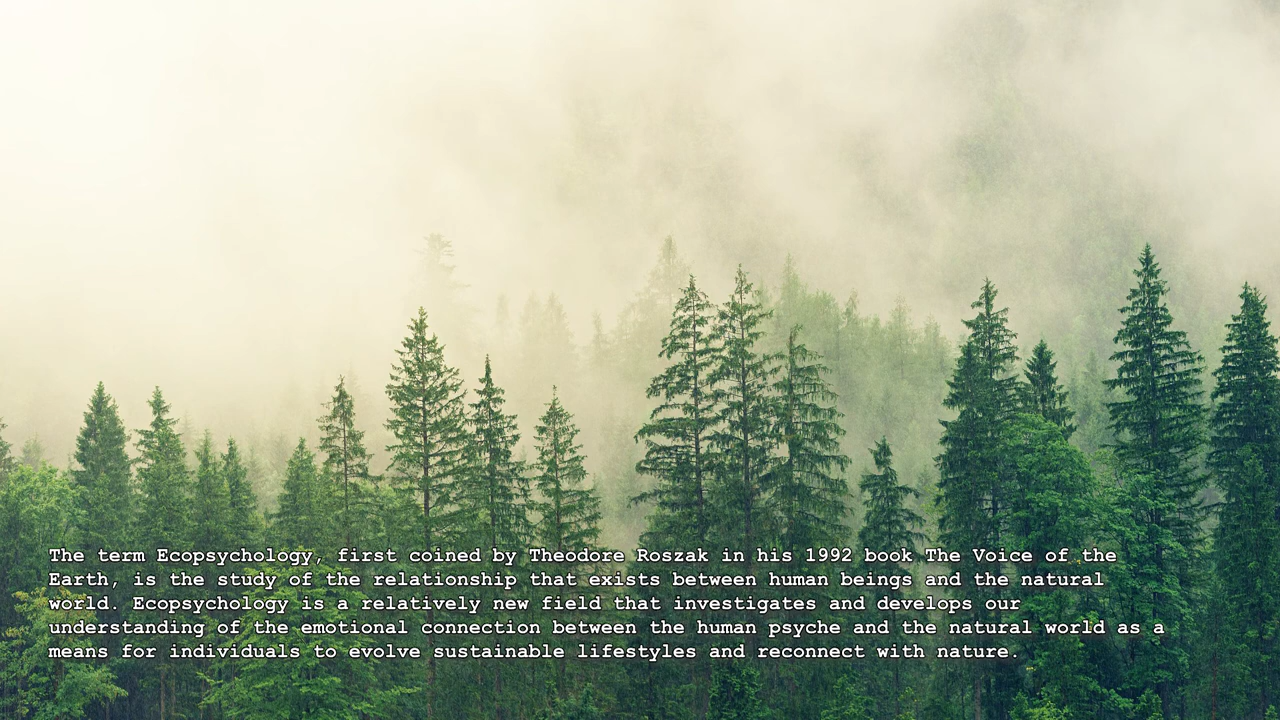 The term Ecopsychology, first coined by Theodore Roszak in his 1992 book The Voice of the
Earth, is the study of the relationship that exists between human beings and the natural
world. Ecopsychology is a relatively new field that investigates and develops our
understanding of the emotional connection between the human psyche and the natural world as a
means for individuals to evolve sustainable lifestyles and reconnect with nature.